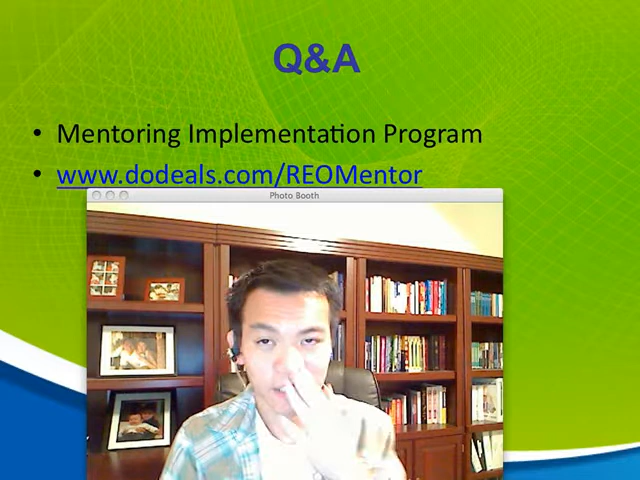 Q&A
• Mentoring Implementation Program
• www.dodeals.com/REOMentor
Photo Booth